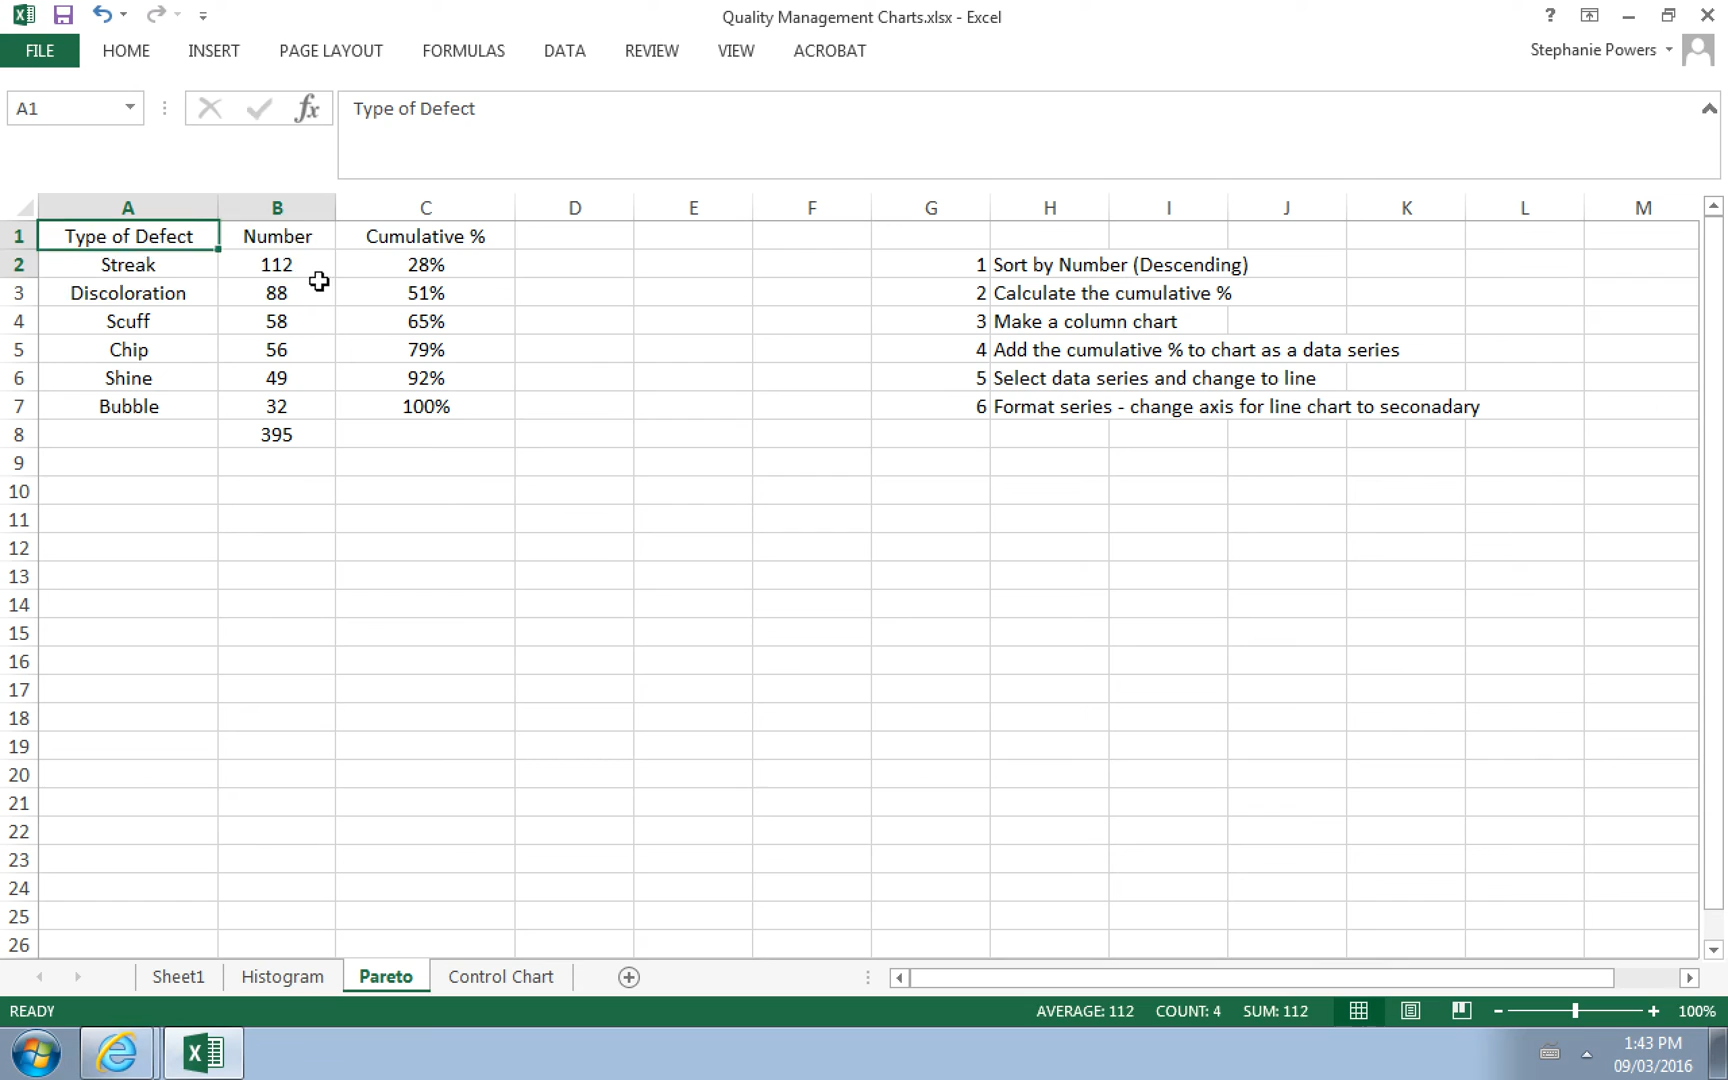 Quality Management Charts.xlsx - Excel
?
FILE HOME INSERT PAGE LAYOUT FORMULAS DATA REVIEW VIEW ACROBAT
Stephanie Powers
A1 fx Type of Defect
A B C D E F G H I J K L M
1 Type of Defect Number Cumulative %
2 Streak 112 28% 1 Sort by Number (Descending)
3 Discoloration 88 51% 2 Calculate the cumulative %
4 Scuff 58 65% 3 Make a column chart
5 Chip 56 79% 4 Add the cumulative % to chart as a data series
6 Shine 49 92% 5 Select data series and change to line
7 Bubble 32 100% 6 Format series - change axis for line chart to seconadary
8 395
9
10
11
12
13
14
15
16
17
18
19
20
21
22
23
24
25
26
Sheet1 Histogram Pareto Control Chart
READY AVERAGE: 112 COUNT: 4 SUM: 112 100%
1:43 PM
09/03/2016